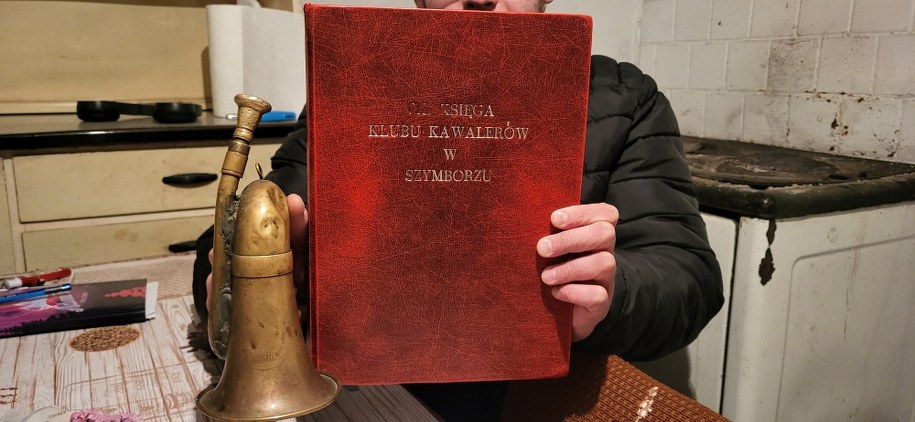 KSIĘGA
KLUBU KAWALERÓW
W
SZYMBORZU